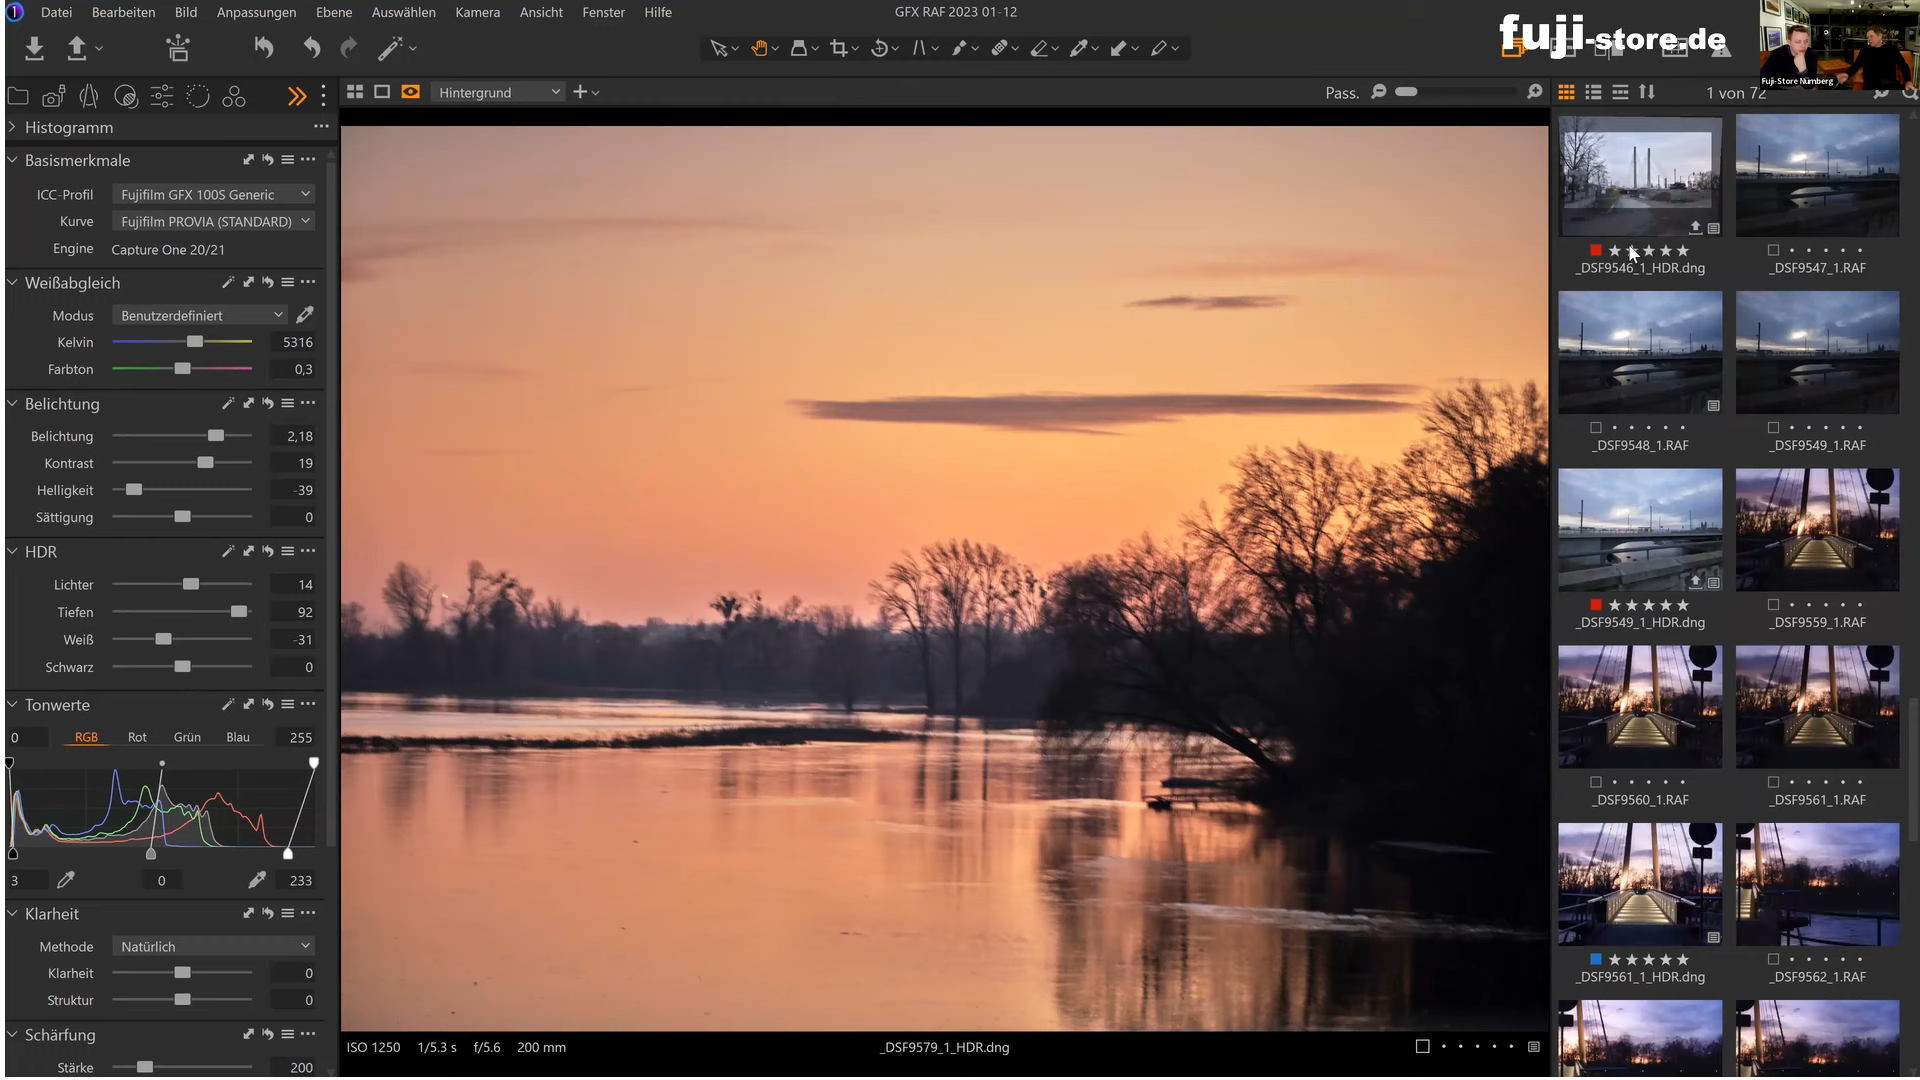 Datei Bearbeiten Bild Anpassungen Ebene Auswählen Kamera Ansicht Fenster Hilfe
GFX RAF 2023 01-12
fuji-store.de
Fuji-Store Nürnberg
Hintergrund
Pass.
1 von 72
Histogramm
Basismerkmale
ICC-Profil Fujifilm GFX 100S Generic
Kurve Fujifilm PROVIA (STANDARD)
Engine Capture One 20/21
Weißabgleich
Modus Benutzerdefiniert
Kelvin 5316
Farbton 0,3
Belichtung
Belichtung 2,18
Kontrast 19
Helligkeit -39
Sättigung 0
HDR
Lichter 14
Tiefen 92
Weiß -31
Schwarz 0
Tonwerte
0 RGB Rot Grün Blau 255
3 0 233
Klarheit
Methode Natürlich
Klarheit 0
Struktur 0
Schärfung
Stärke 200
ISO 1250 1/5.3 s f/5.6 200 mm
_DSF9579_1_HDR.dng
_DSF9546_1_HDR.dng
_DSF9547_1.RAF
_DSF9548_1.RAF
_DSF9549_1.RAF
_DSF9549_1_HDR.dng
_DSF9559_1.RAF
_DSF9560_1.RAF
_DSF9561_1.RAF
_DSF9561_1_HDR.dng
_DSF9562_1.RAF